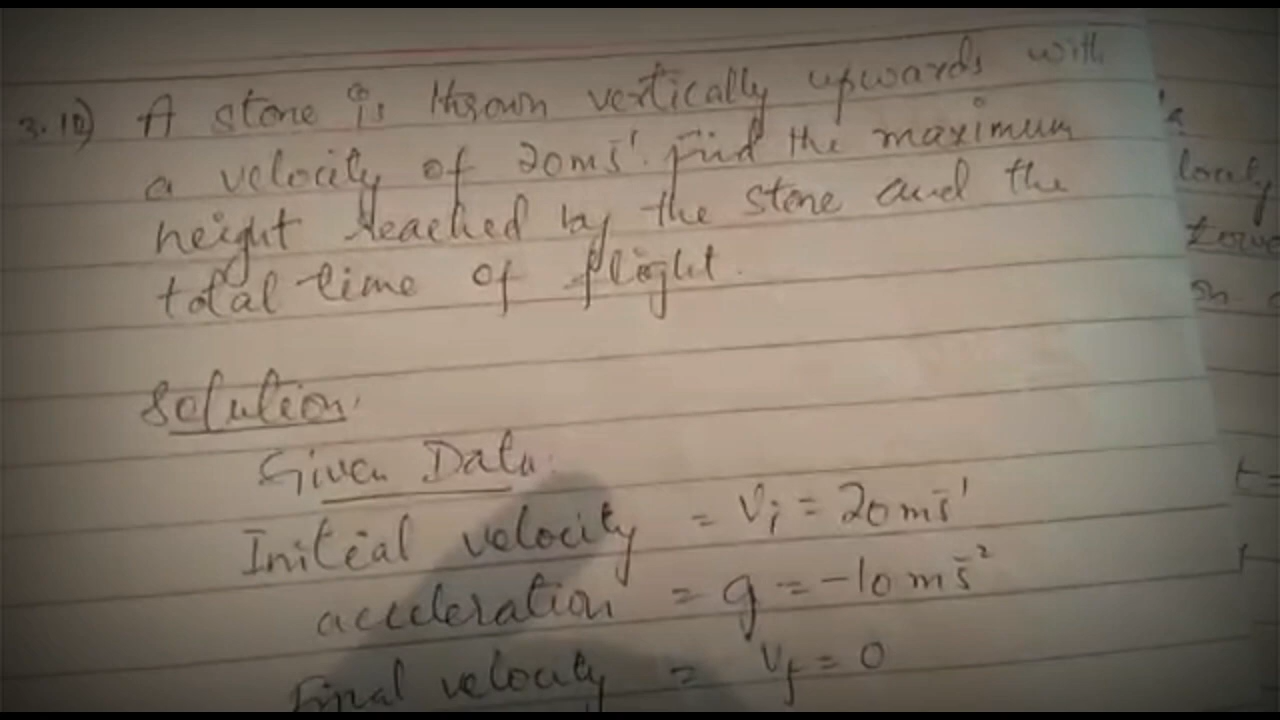 3.10) A stone is thrown vertically upwards with
a velocity of 20ms⁻¹. Find the maximum
height reached by the stone and the
total time of flight.
Solution.
Given Data.
Initial velocity = Vi = 20ms⁻¹
acceleration = g = -10ms⁻²
Final velocity = Vf = 0